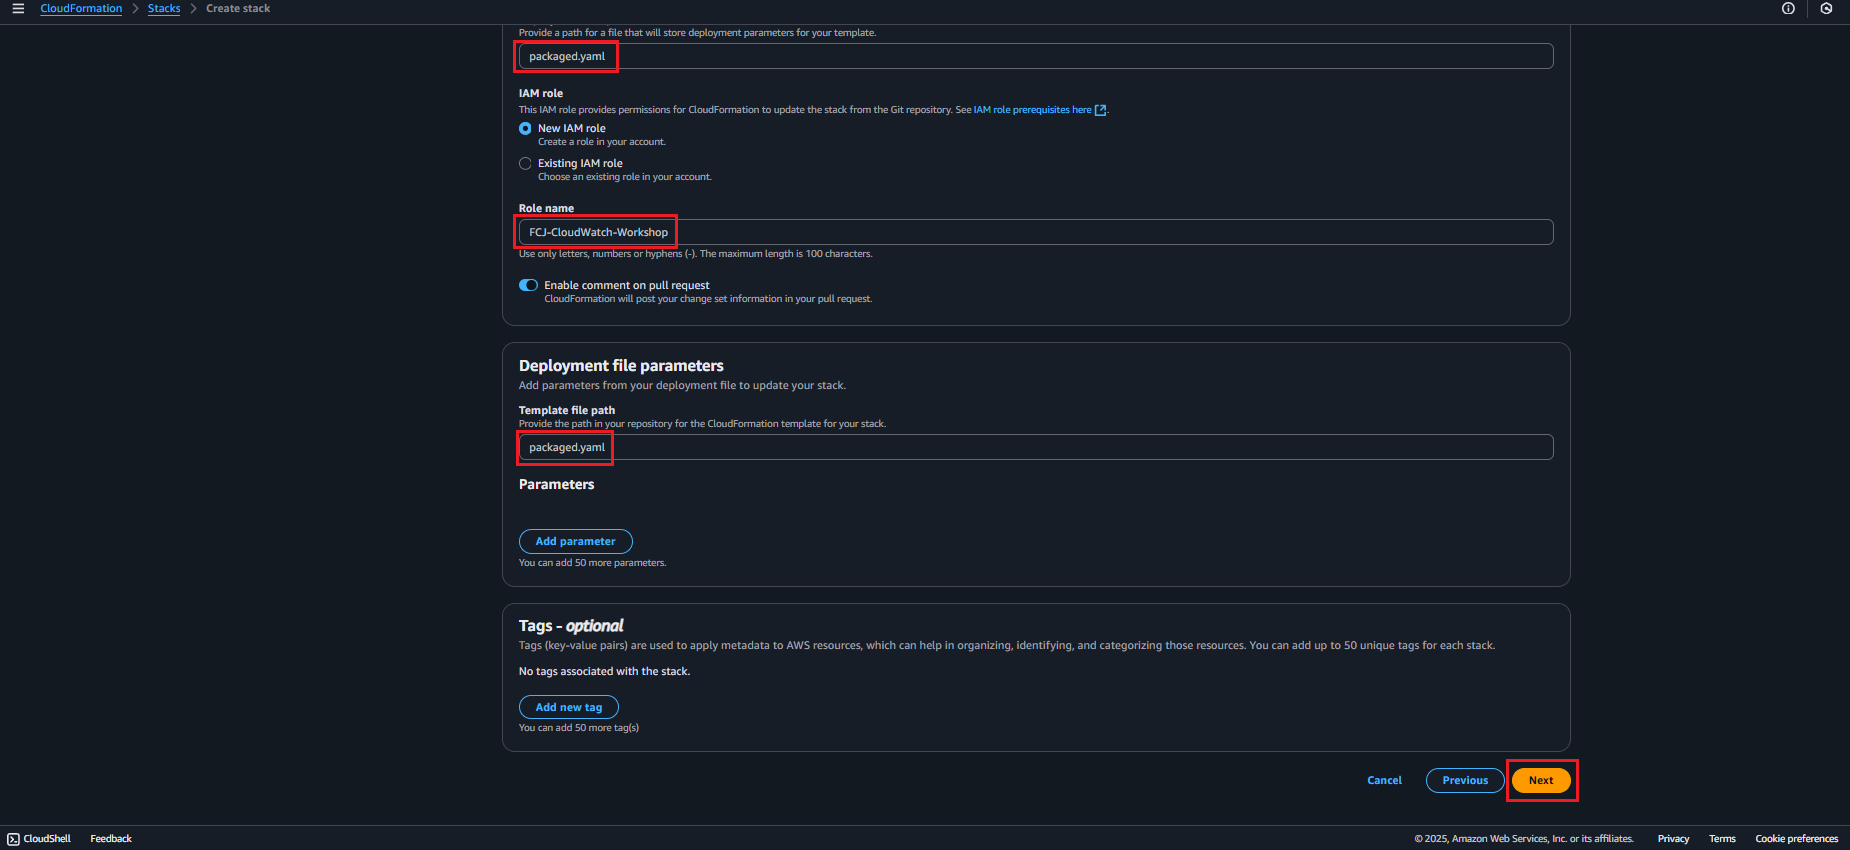 CloudFormation > Stacks > Create stack
Provide a path for a file that will store deployment parameters for your template.
packaged.yaml
IAM role
This IAM role provides permissions for CloudFormation to update the stack from the Git repository. See IAM role prerequisites here.
New IAM role
Create a role in your account.
Existing IAM role
Choose an existing role in your account.
Role name
FCJ-CloudWatch-Workshop
Use only letters, numbers or hyphens (-). The maximum length is 100 characters.
Enable comment on pull request
CloudFormation will post your change set information in your pull request.
Deployment file parameters
Add parameters from your deployment file to update your stack.
Template file path
Provide the path in your repository for the CloudFormation template for your stack.
packaged.yaml
Parameters
Add parameter
You can add 50 more parameters.
Tags - optional
Tags (key-value pairs) are used to apply metadata to AWS resources, which can help in organizing, identifying, and categorizing those resources. You can add up to 50 unique tags for each stack.
No tags associated with the stack.
Add new tag
You can add 50 more tag(s)
Cancel Previous Next
CloudShell Feedback © 2025, Amazon Web Services, Inc. or its affiliates. Privacy Terms Cookie preferences